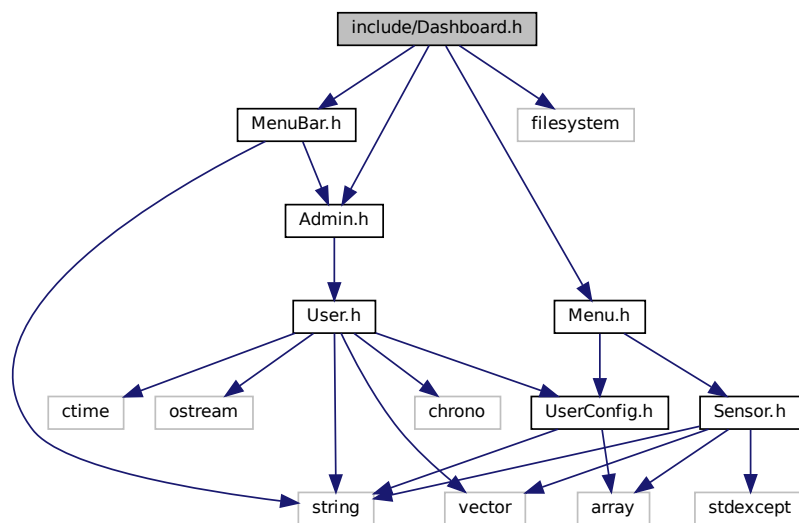 include/Dashboard.h
MenuBar.h
filesystem
Admin.h
User.h
Menu.h
ctime
ostream
chrono
UserConfig.h
Sensor.h
string
vector
array
stdexcept